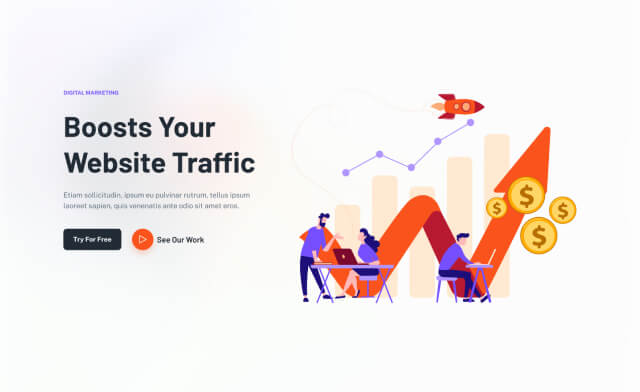 DIGITAL MARKETING
Boosts Your
Website Traffic
Etiam sollicitudin, ipsum eu pulvinar rutrum, tellus ipsum
laoreet sapien, quis venenatis ante odio sit amet eros.
Try For Free
See Our Work
$
$
$
$